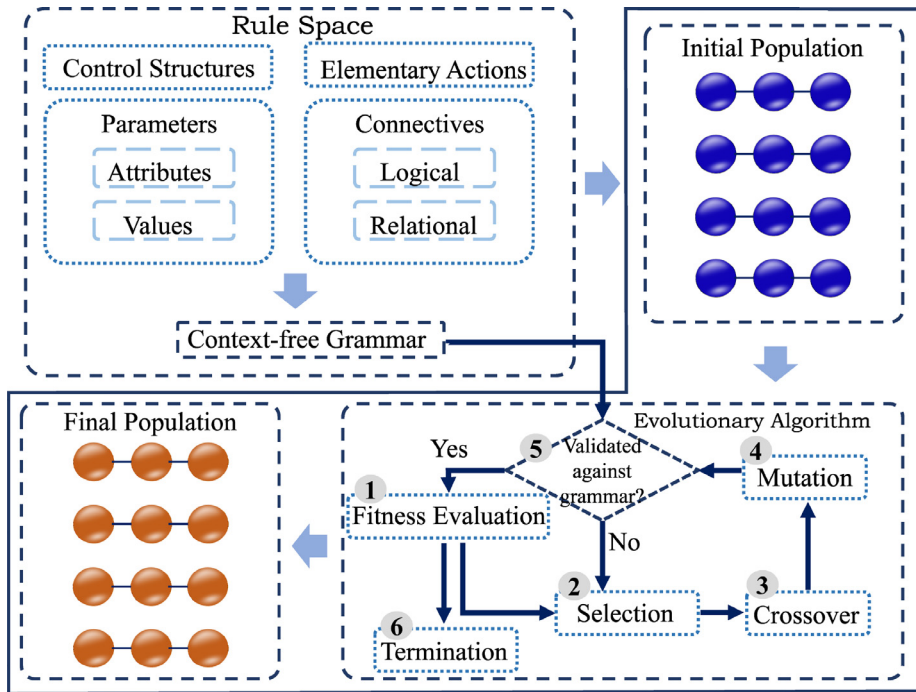 Rule Space
Control Structures
Elementary Actions
Parameters
Attributes
Values
Connectives
Logical
Relational
Context-free Grammar
Initial Population
Final Population
Evolutionary Algorithm
5
Validated
against
grammar?
Yes
No
1
Fitness Evaluation
2
Selection
3
Crossover
4
Mutation
6
Termination